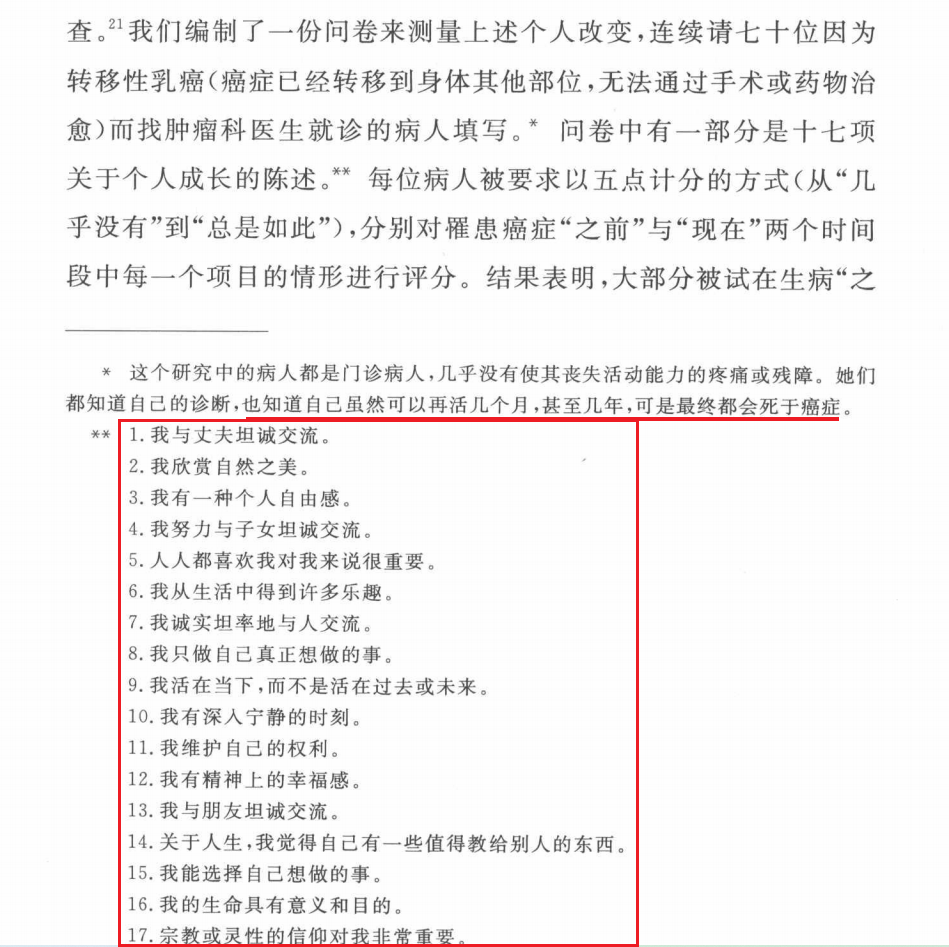 查。21我们编制了一份问卷来测量上述个人改变,连续请七十位因为
转移性乳癌(癌症已经转移到身体其他部位,无法通过手术或药物治
愈)而找肿瘤科医生就诊的病人填写。* 问卷中有一部分是十七项
关于个人成长的陈述。** 每位病人被要求以五点计分的方式(从“几
乎没有”到“总是如此”),分别对罹患癌症“之前”与“现在”两个时间
段中每一个项目的情形进行评分。结果表明,大部分被试在生病“之
* 这个研究中的病人都是门诊病人,几乎没有使其丧失活动能力的疼痛或残障。她们
都知道自己的诊断,也知道自己虽然可以再活几个月,甚至几年,可是最终都会死于癌症。
** 1. 我与丈夫坦诚交流。
2. 我欣赏自然之美。
3. 我有一种个人自由感。
4. 我努力与子女坦诚交流。
5. 人人都喜欢我对我来说很重要。
6. 我从生活中得到许多乐趣。
7. 我诚实坦率地与人交流。
8. 我只做自己真正想做的事。
9. 我活在当下,而不是活在过去或未来。
10. 我有深入宁静的时刻。
11. 我维护自己的权利。
12. 我有精神上的幸福感。
13. 我与朋友坦诚交流。
14. 关于人生,我觉得自己有一些值得教给别人的东西。
15. 我能选择自己想做的事。
16. 我的生命具有意义和目的。
17. 宗教或灵性的信仰对我非常重要。